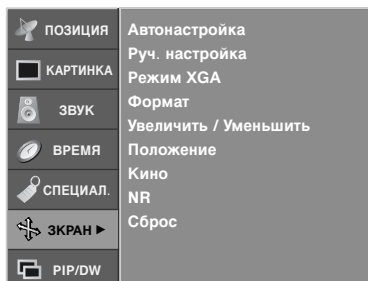 ПОЗИЦИЯ
КАРТИНКА
ЗВУК
ВРЕМЯ
СПЕЦИАЛ.
ЗКРАН ►
PIP/DW
Автонастройка
Руч. настройка
Режим XGA
Формат
Увеличить / Уменьшить
Положение
Кино
NR
Сброс